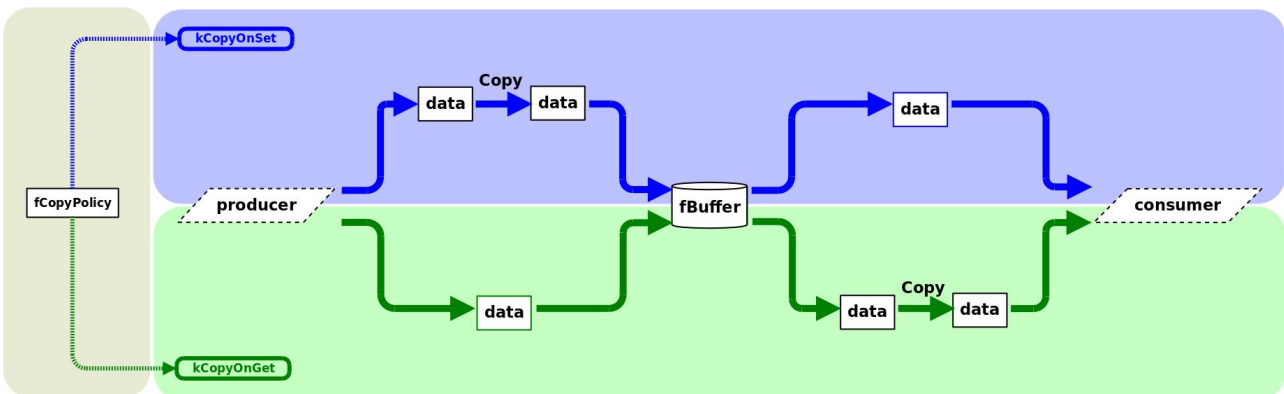 kCopyOnSet
Copy
data
data
data
fCopyPolicy
producer
fBuffer
consumer
Copy
data
data
data
kCopyOnGet